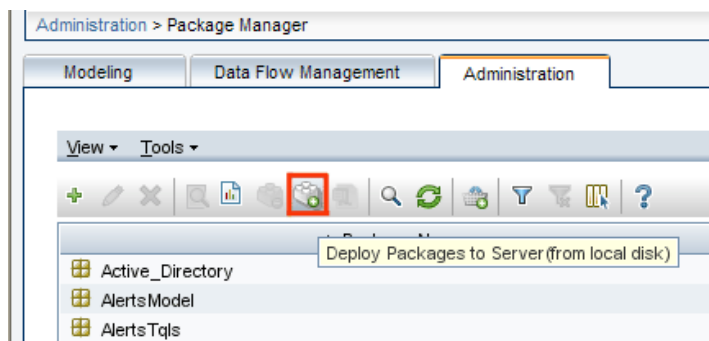 Administration > Package Manager
Modeling
Data Flow Management
Administration
View
Tools
Deploy Packages to Server(from local disk)
Active_Directory
AlertsModel
AlertsTqls